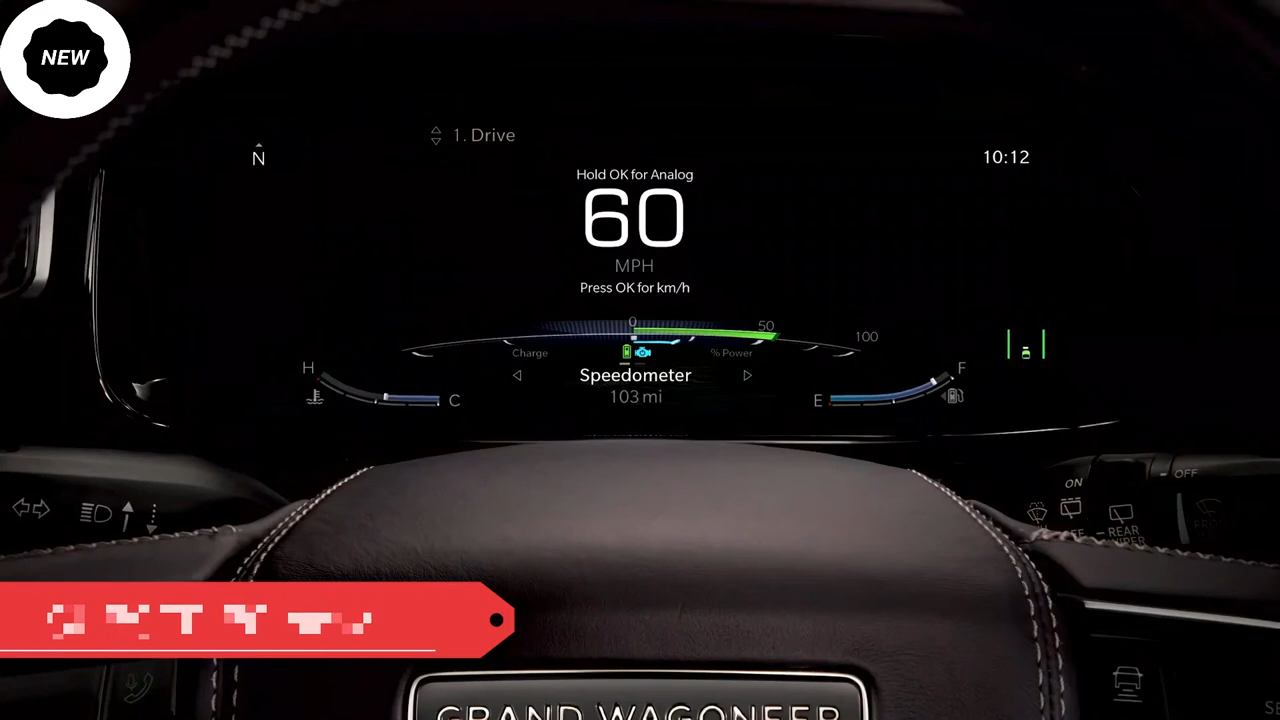 NEW
1. Drive
N
10:12
Hold OK for Analog
60
MPH
Press OK for km/h
0
50
100
Charge
% Power
H
C
Speedometer
103 mi
E
F
ON
OFF
REAR
GRAND WAGONEER